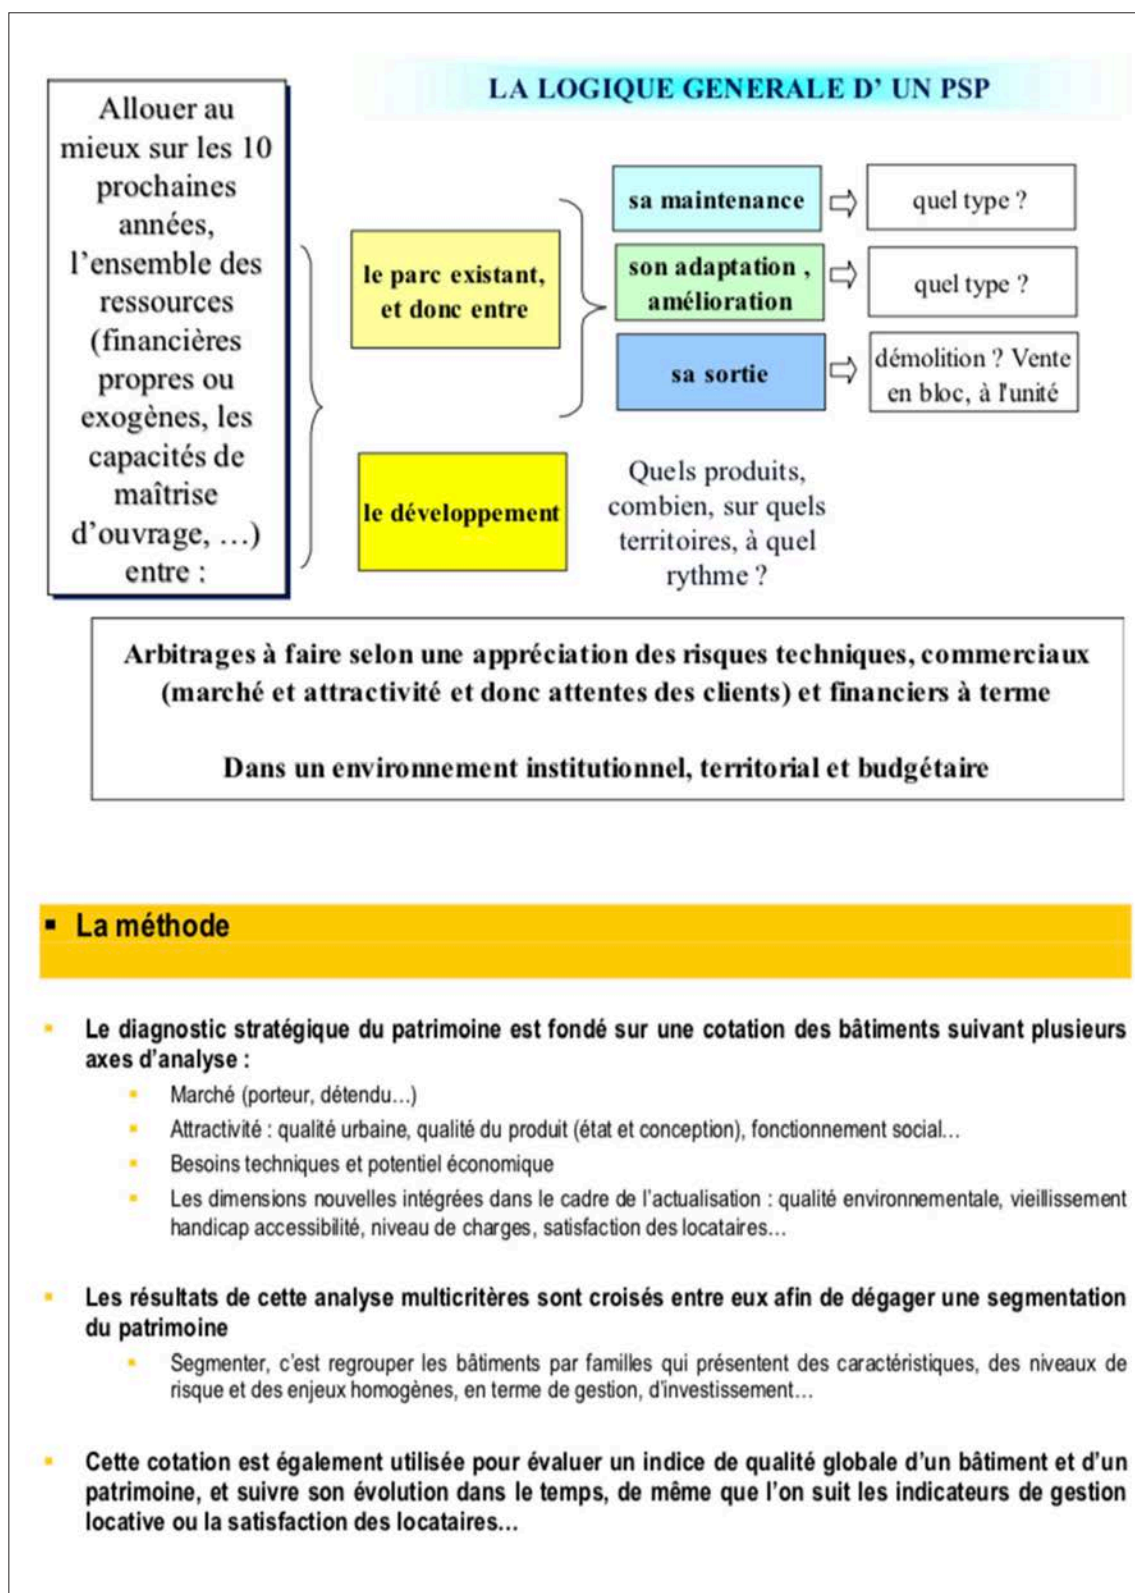 LA LOGIQUE GENERALE D' UN PSP
Allouer au
mieux sur les 10
prochaines
années,
l'ensemble des
ressources
(financières
propres ou
exogènes, les
capacités de
maîtrise
d'ouvrage, …)
entre :
le parc existant,
et donc entre
sa maintenance
quel type ?
son adaptation ,
amélioration
quel type ?
sa sortie
démolition ? Vente
en bloc, à l'unité
le développement
Quels produits,
combien, sur quels
territoires, à quel
rythme ?
Arbitrages à faire selon une appréciation des risques techniques, commerciaux
(marché et attractivité et donc attentes des clients) et financiers à terme
Dans un environnement institutionnel, territorial et budgétaire
▪ La méthode
▪ Le diagnostic stratégique du patrimoine est fondé sur une cotation des bâtiments suivant plusieurs
axes d'analyse :
▪ Marché (porteur, détendu…)
▪ Attractivité : qualité urbaine, qualité du produit (état et conception), fonctionnement social…
▪ Besoins techniques et potentiel économique
▪ Les dimensions nouvelles intégrées dans le cadre de l'actualisation : qualité environnementale, vieillissement
handicap accessibilité, niveau de charges, satisfaction des locataires…
▪ Les résultats de cette analyse multicritères sont croisés entre eux afin de dégager une segmentation
du patrimoine
▪ Segmenter, c'est regrouper les bâtiments par familles qui présentent des caractéristiques, des niveaux de
risque et des enjeux homogènes, en terme de gestion, d'investissement…
▪ Cette cotation est également utilisée pour évaluer un indice de qualité globale d'un bâtiment et d'un
patrimoine, et suivre son évolution dans le temps, de même que l'on suit les indicateurs de gestion
locative ou la satisfaction des locataires…